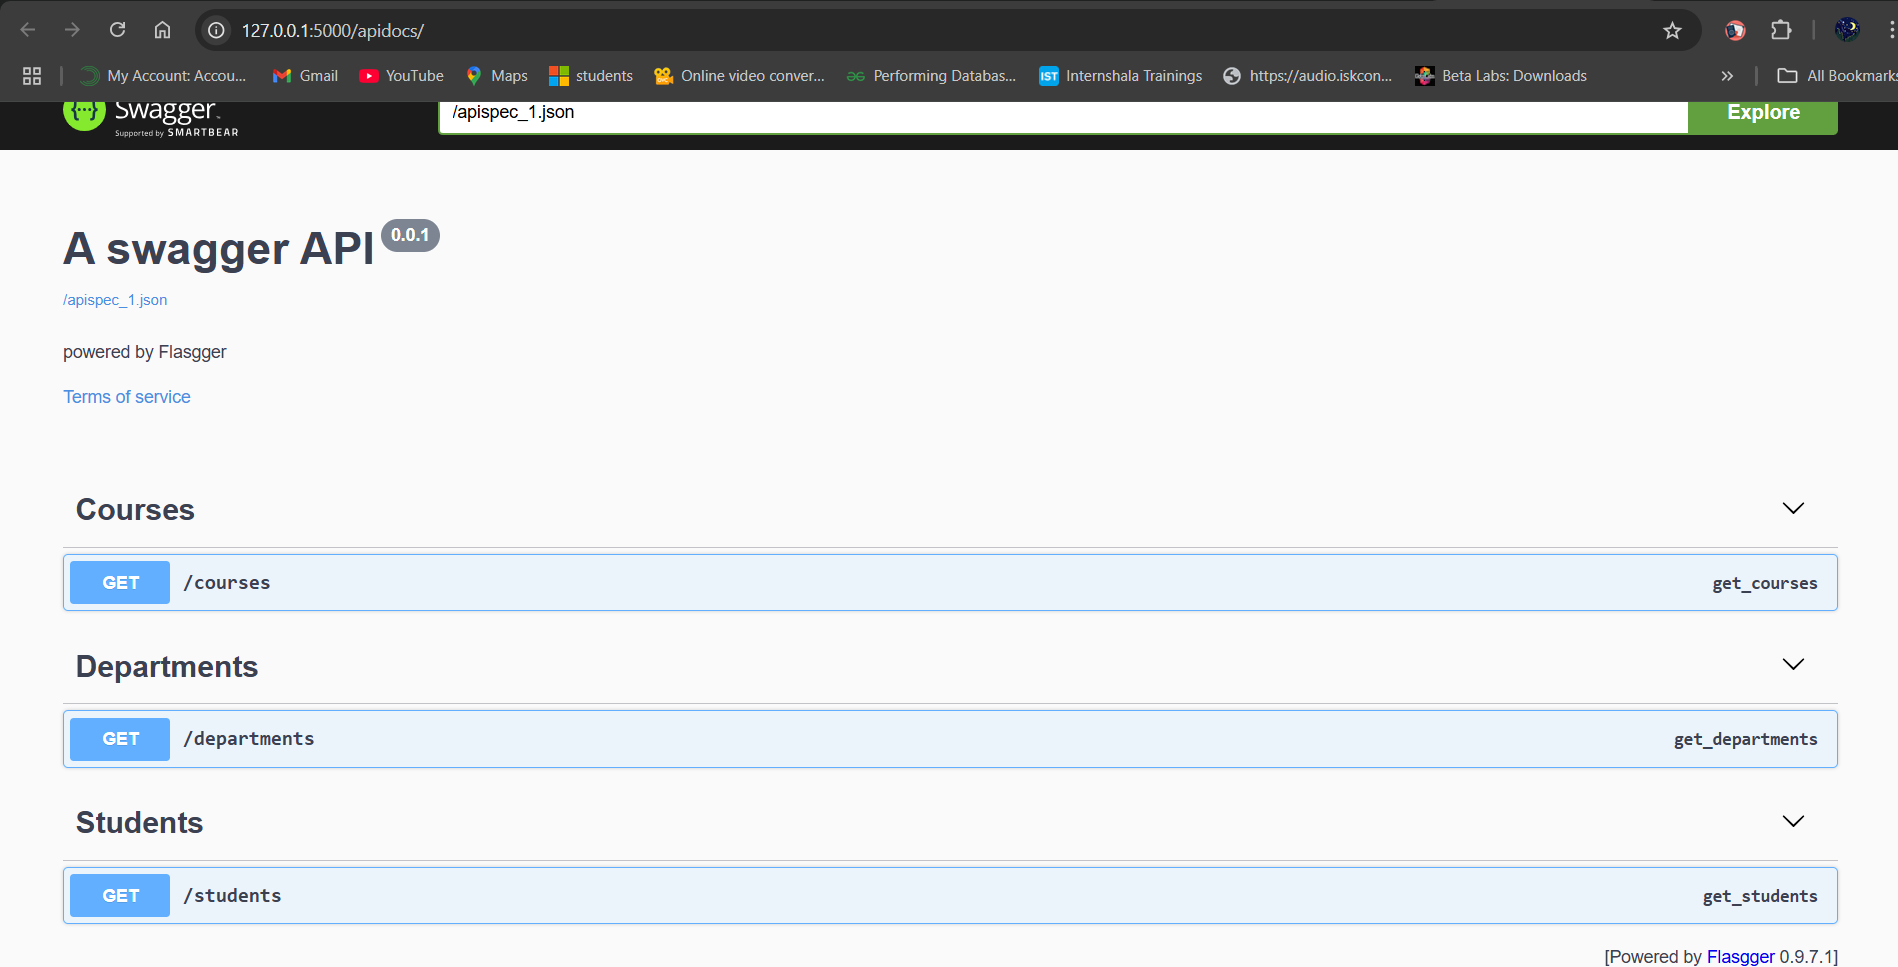 127.0.0.1:5000/apidocs/
My Account: Accou... Gmail YouTube Maps students Online video conver... Performing Databas... IST Internshala Trainings https://audio.iskcon... Beta Labs: Downloads » All Bookmarks
Swagger /apispec_1.json Explore
Supported by SMARTBEAR
A swagger API 0.0.1
/apispec_1.json
powered by Flasgger
Terms of service
Courses
GET /courses get_courses
Departments
GET /departments get_departments
Students
GET /students get_students
[Powered by Flasgger 0.9.7.1]